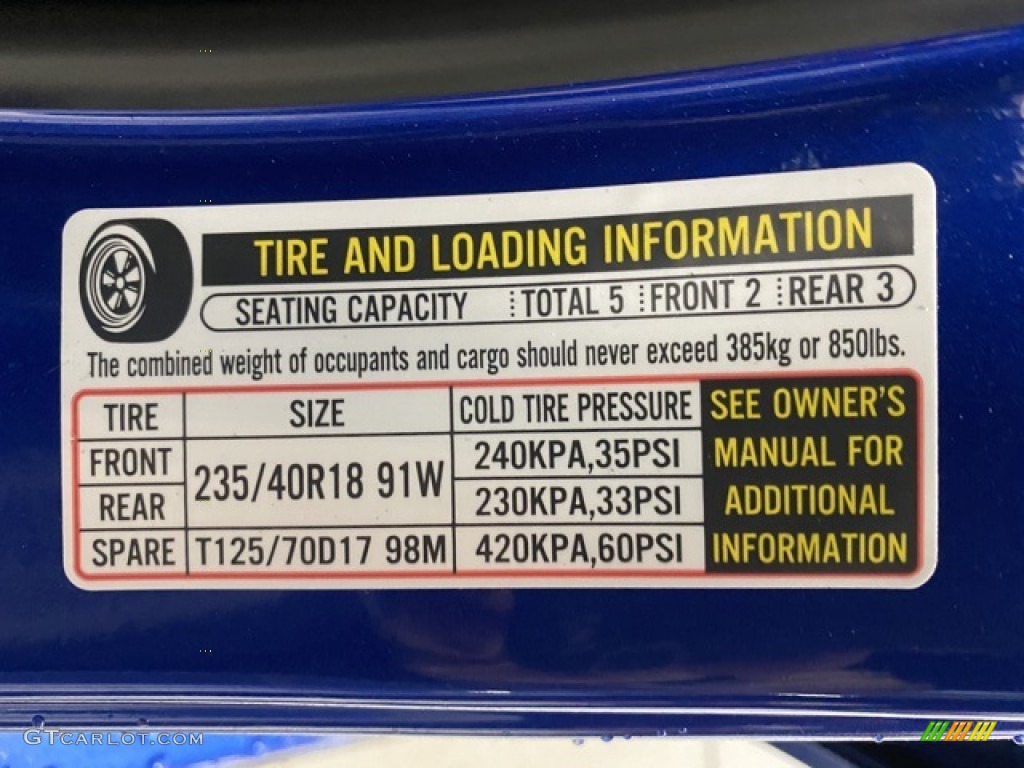 TIRE AND LOADING INFORMATION
SEATING CAPACITY TOTAL 5 FRONT 2 REAR 3
The combined weight of occupants and cargo should never exceed 385kg or 850lbs.
TIRE SIZE COLD TIRE PRESSURE
FRONT 235/40R18 91W 240KPA,35PSI
REAR 230KPA,33PSI
SPARE T125/70D17 98M 420KPA,60PSI
SEE OWNER'S
MANUAL FOR
ADDITIONAL
INFORMATION
GTCARLOT.COM